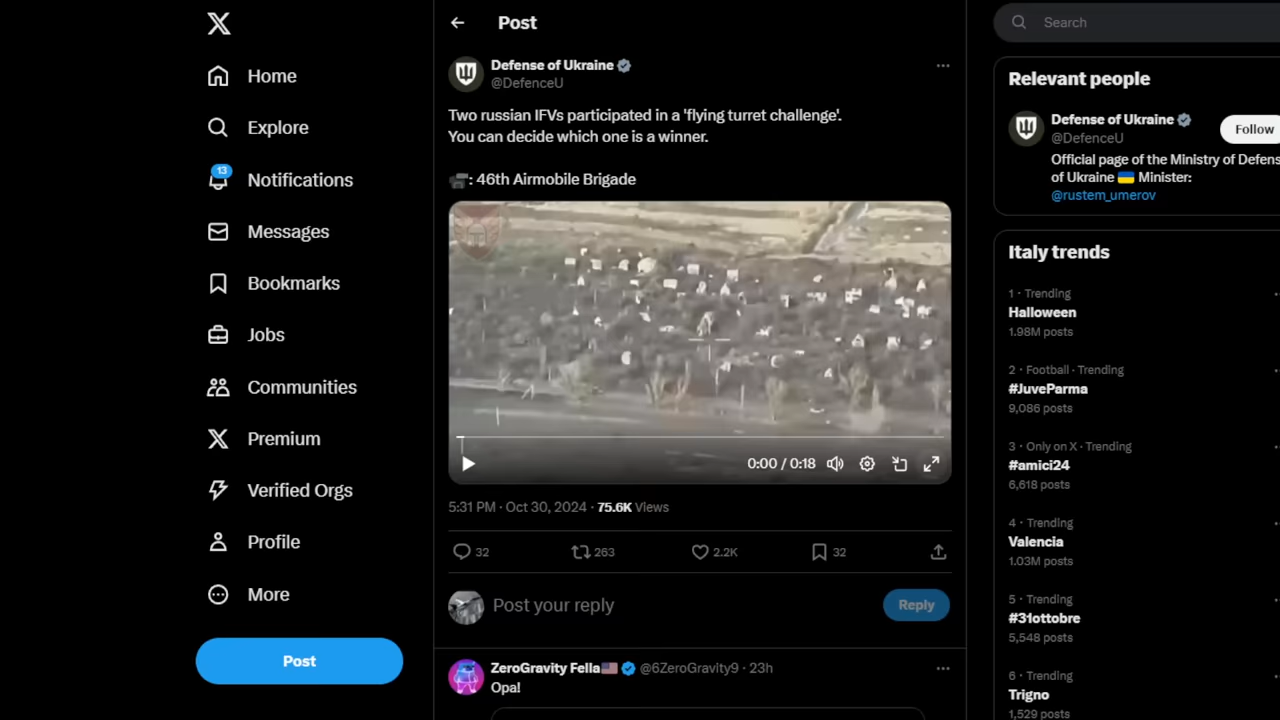 Home
Explore
13
Notifications
Messages
Bookmarks
Jobs
Communities
Premium
Verified Orgs
Profile
More
Post
Post
Defense of Ukraine
@DefenceU
Two russian IFVs participated in a 'flying turret challenge'.
You can decide which one is a winner.
: 46th Airmobile Brigade
0:00 / 0:18
5:31 PM · Oct 30, 2024 · 75.6K Views
32 263 2.2K 32
Post your reply
Reply
ZeroGravity Fella @6ZeroGravity9 · 23h
Opa!
Search
Relevant people
Defense of Ukraine
@DefenceU
Follow
Official page of the Ministry of Defens
of Ukraine Minister:
@rustem_umerov
Italy trends
1 · Trending
Halloween
1.98M posts
2 · Football · Trending
#JuveParma
9,086 posts
3 · Only on X · Trending
#amici24
6,618 posts
4 · Trending
Valencia
1.03M posts
5 · Trending
#31ottobre
5,548 posts
6 · Trending
Trigno
1,529 posts